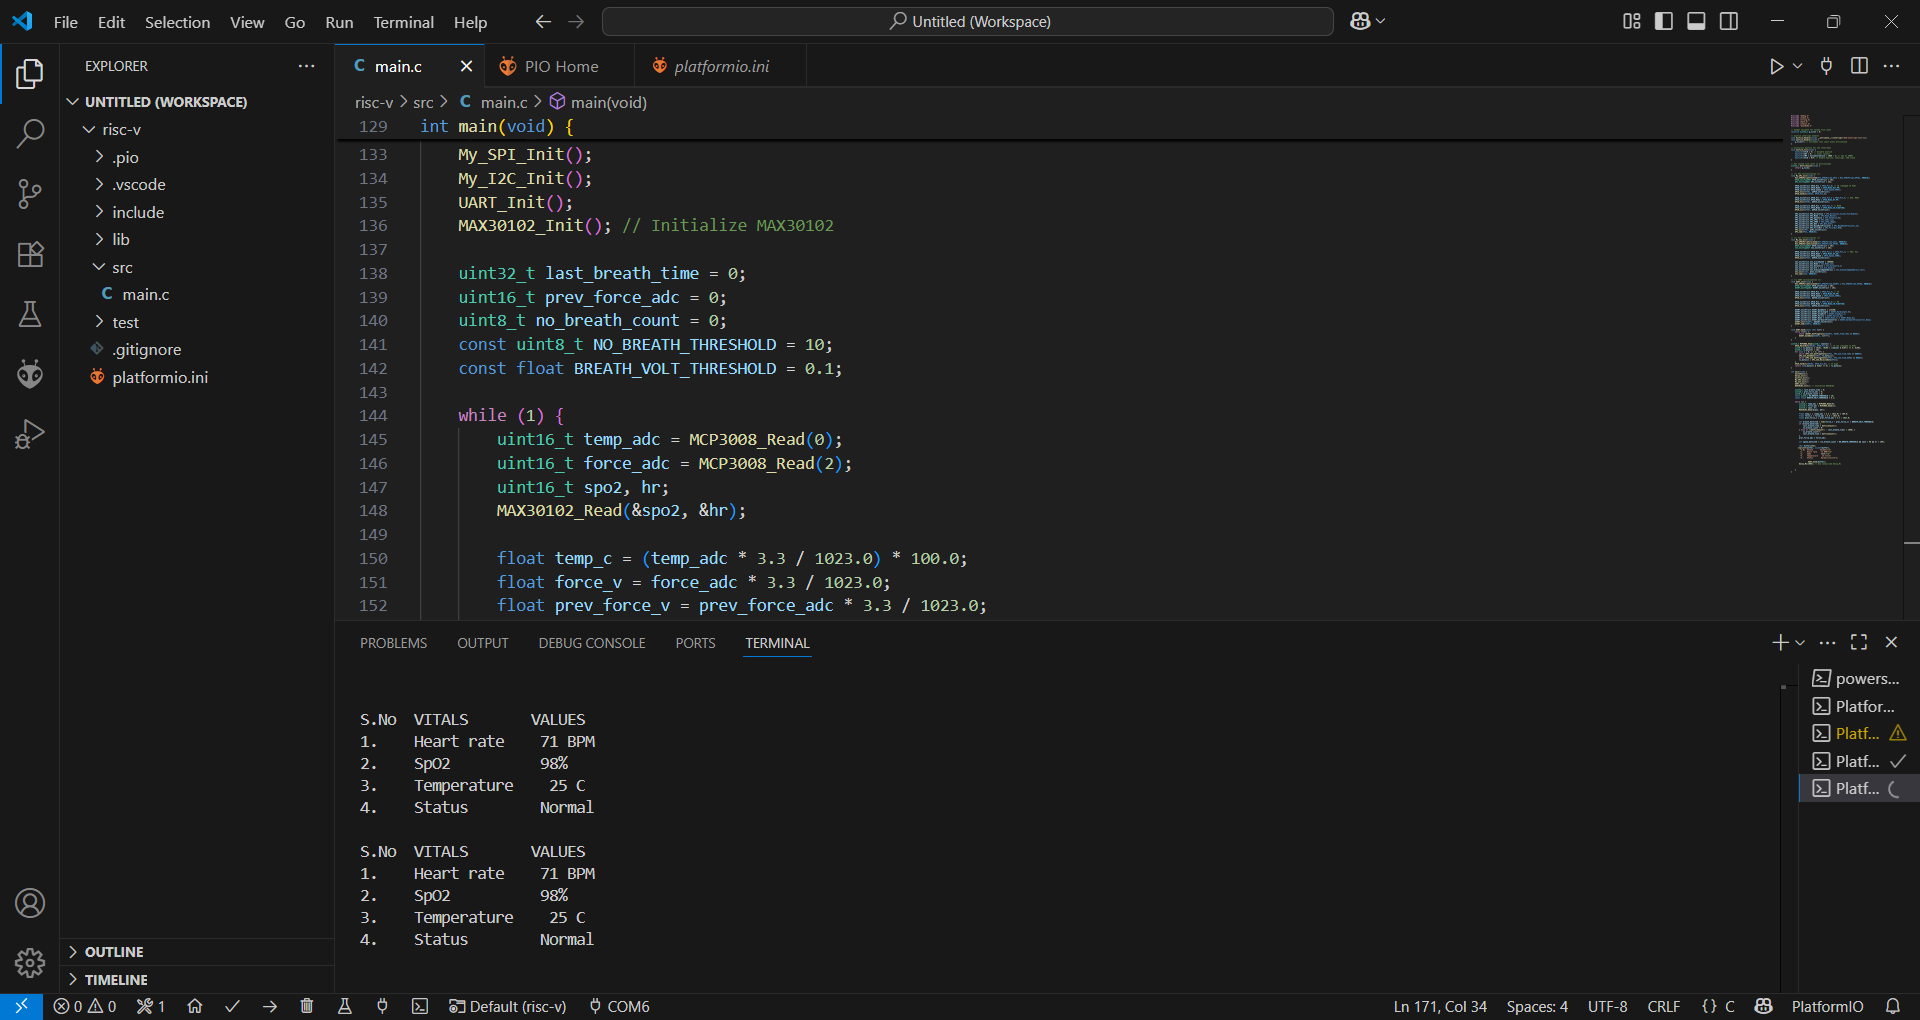 File Edit Selection View Go Run Terminal Help
Untitled (Workspace)
EXPLORER
UNTITLED (WORKSPACE)
risc-v
.pio
.vscode
include
lib
src
C main.c
test
.gitignore
platformio.ini
OUTLINE
TIMELINE
C main.c
PIO Home
platformio.ini
risc-v > src > C main.c > main(void)
129 int main(void) {
133 My_SPI_Init();
134 My_I2C_Init();
135 UART_Init();
136 MAX30102_Init(); // Initialize MAX30102
137
138 uint32_t last_breath_time = 0;
139 uint16_t prev_force_adc = 0;
140 uint8_t no_breath_count = 0;
141 const uint8_t NO_BREATH_THRESHOLD = 10;
142 const float BREATH_VOLT_THRESHOLD = 0.1;
143
144 while (1) {
145 uint16_t temp_adc = MCP3008_Read(0);
146 uint16_t force_adc = MCP3008_Read(2);
147 uint16_t spo2, hr;
148 MAX30102_Read(&spo2, &hr);
149
150 float temp_c = (temp_adc * 3.3 / 1023.0) * 100.0;
151 float force_v = force_adc * 3.3 / 1023.0;
152 float prev_force_v = prev_force_adc * 3.3 / 1023.0;
PROBLEMS OUTPUT DEBUG CONSOLE PORTS TERMINAL
S.No VITALS VALUES
1. Heart rate 71 BPM
2. SpO2 98%
3. Temperature 25 C
4. Status Normal
S.No VITALS VALUES
1. Heart rate 71 BPM
2. SpO2 98%
3. Temperature 25 C
4. Status Normal
powers...
Platfor...
Platf...
Platf...
Platf...
0 0 1 Default (risc-v) COM6 Ln 171, Col 34 Spaces: 4 UTF-8 CRLF {} C PlatformIO